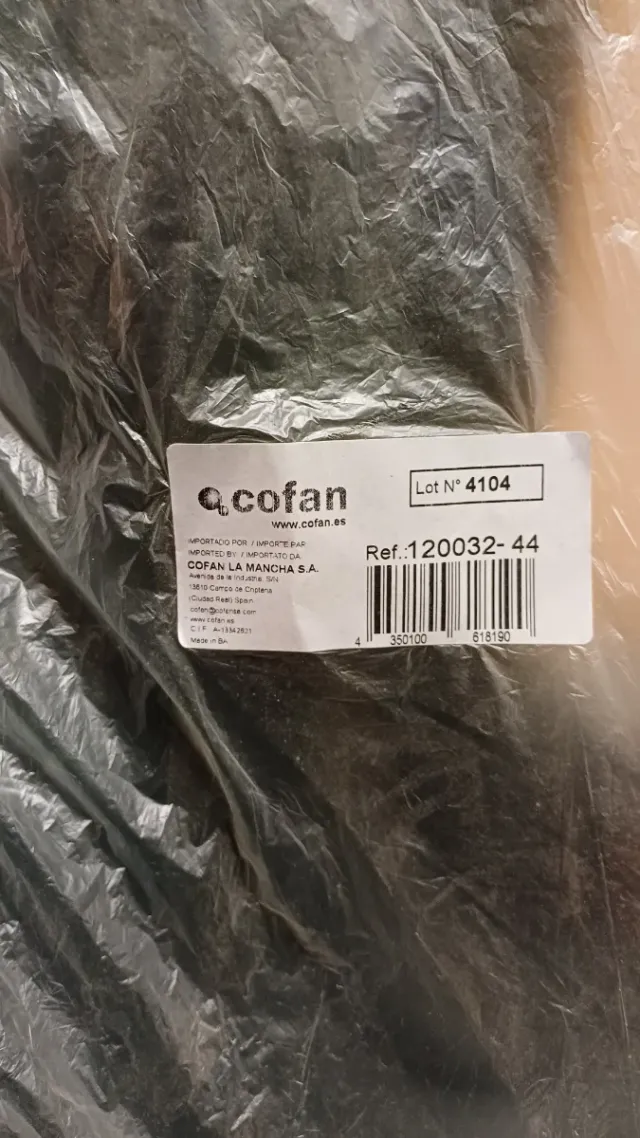 cofan
www.cofan.es
Lot N° 4104
IMPORTADO POR / IMPORTE PAR
IMPORTED BY / IMPORTATO DA
COFAN LA MANCHA S.A.
Avenida de la Industria, S/N
13610 Campo de Criptana
(Ciudad Real) Spain
cofan@cofanse.com
www.cofan.es
C.I.F.: A-13342621
Made in BA
Ref.:120032-44
4 350100 618190